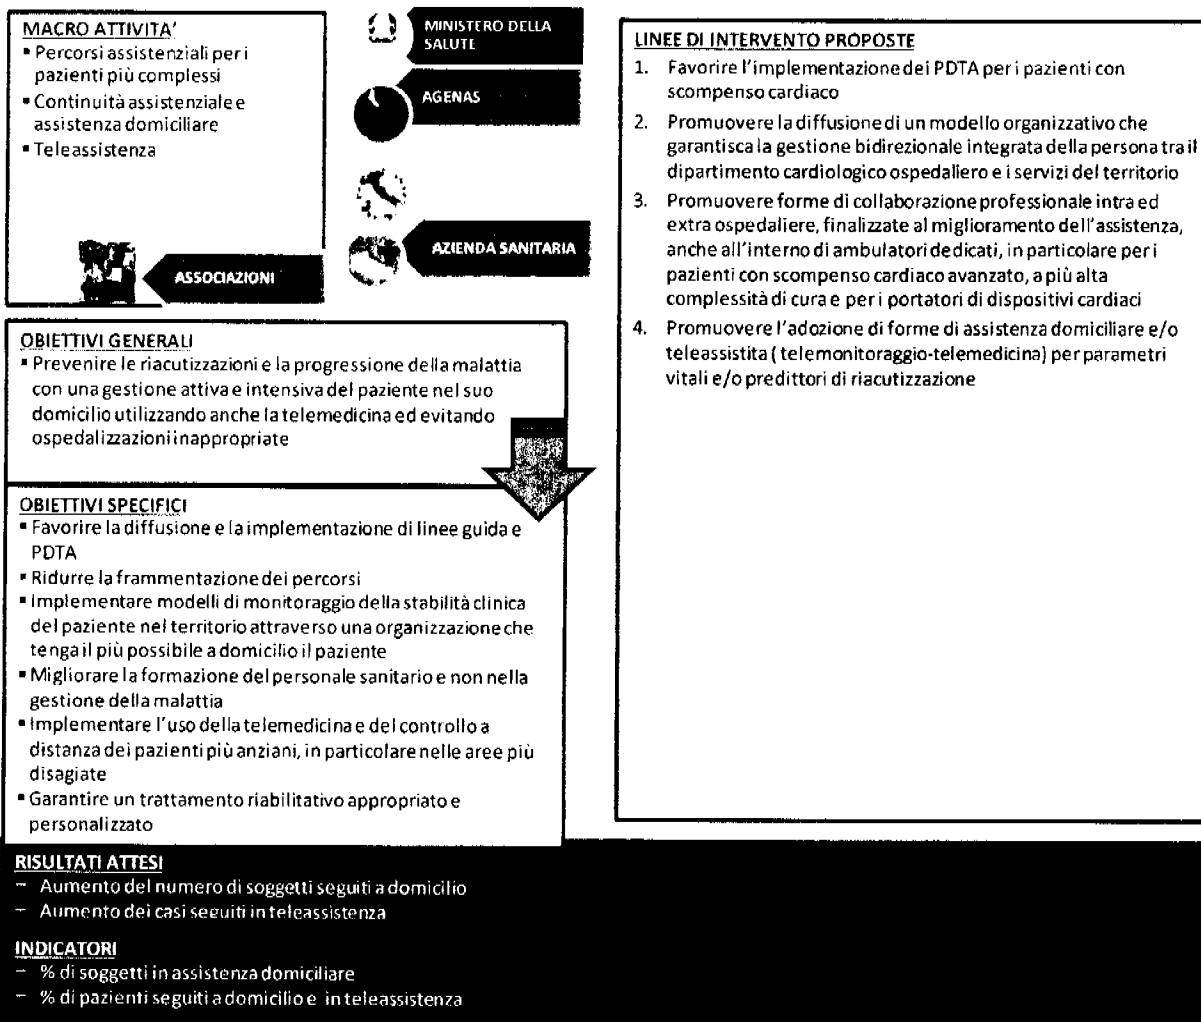 MACRO ATTIVITA'
▪ Percorsi assistenziali per i
pazienti più complessi
▪ Continuità assistenziale e
assistenza domiciliare
▪ Teleassistenza
ASSOCIAZIONI
MINISTERO DELLA
SALUTE
AGENAS
AZIENDA SANITARIA
OBIETTIVI GENERALI
▪ Prevenire le riacutizzazioni e la progressione della malattia
con una gestione attiva e intensiva del paziente nel suo
domicilio utilizzando anche la telemedicina ed evitando
ospedalizzazioni inappropriate
OBIETTIVI SPECIFICI
▪ Favorire la diffusione e la implementazione di linee guida e
PDTA
▪ Ridurre la frammentazione dei percorsi
▪ Implementare modelli di monitoraggio della stabilità clinica
del paziente nel territorio attraverso una organizzazione che
tenga il più possibile a domicilio il paziente
▪ Migliorare la formazione del personale sanitario e non nella
gestione della malattia
▪ Implementare l'uso della telemedicina e del controllo a
distanza dei pazienti più anziani, in particolare nelle aree più
disagiate
▪ Garantire un trattamento riabilitativo appropriato e
personalizzato
LINEE DI INTERVENTO PROPOSTE
1. Favorire l'implementazione dei PDTA per i pazienti con
scompenso cardiaco
2. Promuovere la diffusione di un modello organizzativo che
garantisca la gestione bidirezionale integrata della persona tra il
dipartimento cardiologico ospedaliero e i servizi del territorio
3. Promuovere forme di collaborazione professionale intra ed
extra ospedaliere, finalizzate al miglioramento dell'assistenza,
anche all'interno di ambulatori dedicati, in particolare per i
pazienti con scompenso cardiaco avanzato, a più alta
complessità di cura e per i portatori di dispositivi cardiaci
4. Promuovere l'adozione di forme di assistenza domiciliare e/o
teleassistita ( telemonitoraggio-telemedicina) per parametri
vitali e/o predittori di riacutizzazione
RISULTATI ATTESI
– Aumento del numero di soggetti seguiti a domicilio
– Aumento dei casi seguiti in teleassistenza
INDICATORI
– % di soggetti in assistenza domiciliare
– % di pazienti seguiti a domicilio e in teleassistenza